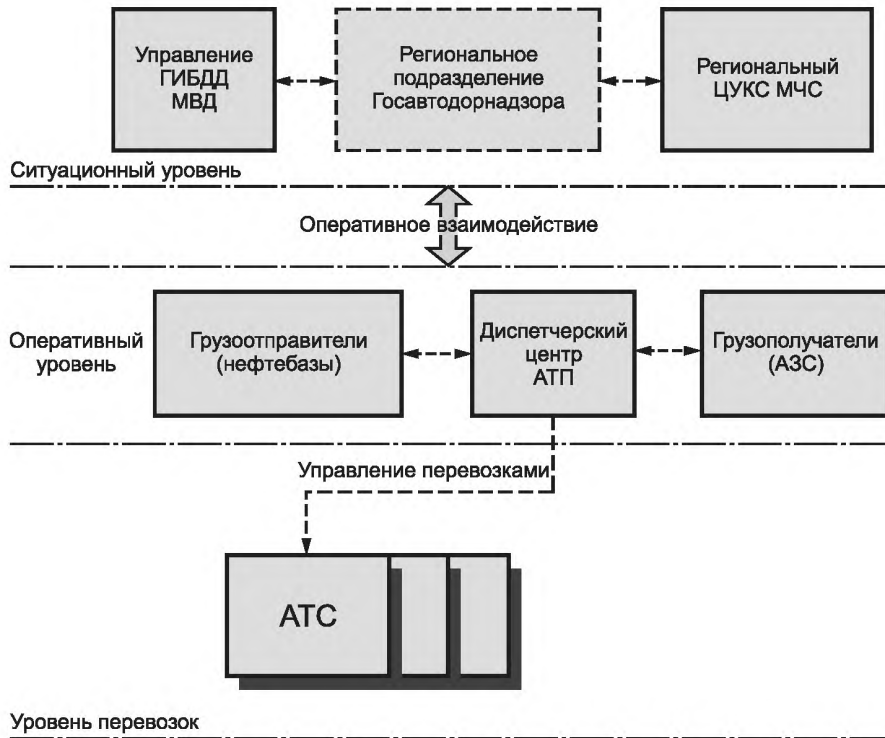 Управление
ГИБДД
МВД
Региональное
подразделение
Госавтодорнадзора
Региональный
ЦУКС МЧС
Ситуационный уровень
Оперативное взаимодействие
Оперативный
уровень
Грузоотправители
(нефтебазы)
Диспетчерский
центр
АТП
Грузополучатели
(АЗС)
Управление перевозками
АТС
Уровень перевозок